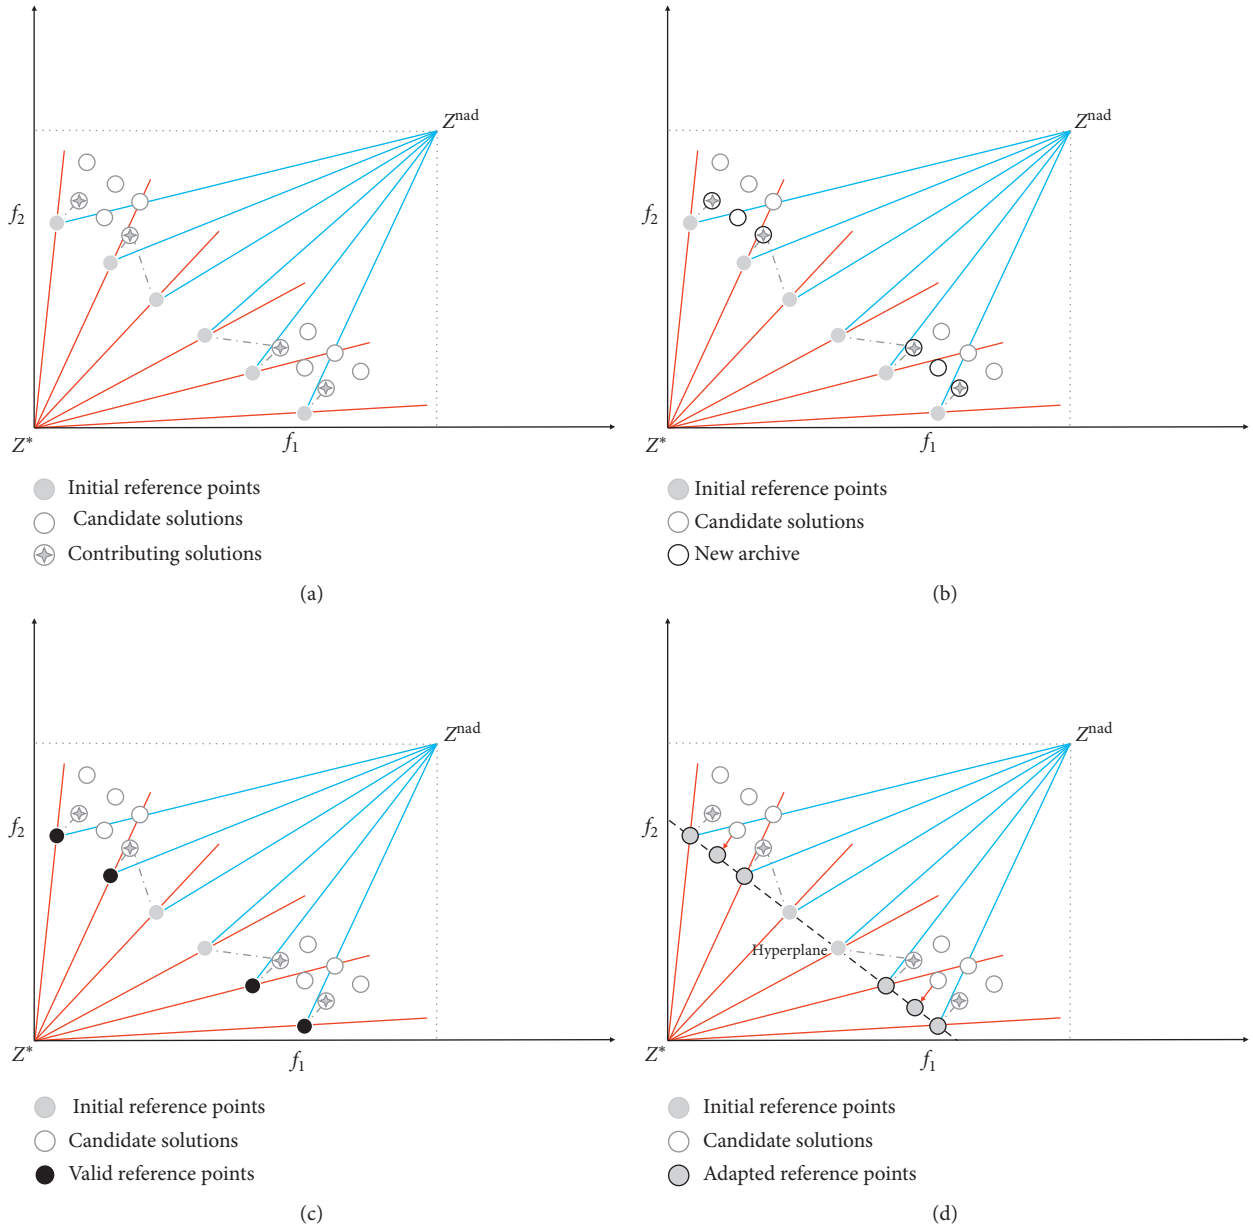 Z^nad
f_2
Z*
f_1
Initial reference points
Candidate solutions
Contributing solutions
(a)
Z^nad
f_2
Z*
f_1
Initial reference points
Candidate solutions
New archive
(b)
Z^nad
f_2
Z*
f_1
Initial reference points
Candidate solutions
Valid reference points
(c)
Z^nad
f_2
Hyperplane
Z*
f_1
Initial reference points
Candidate solutions
Adapted reference points
(d)